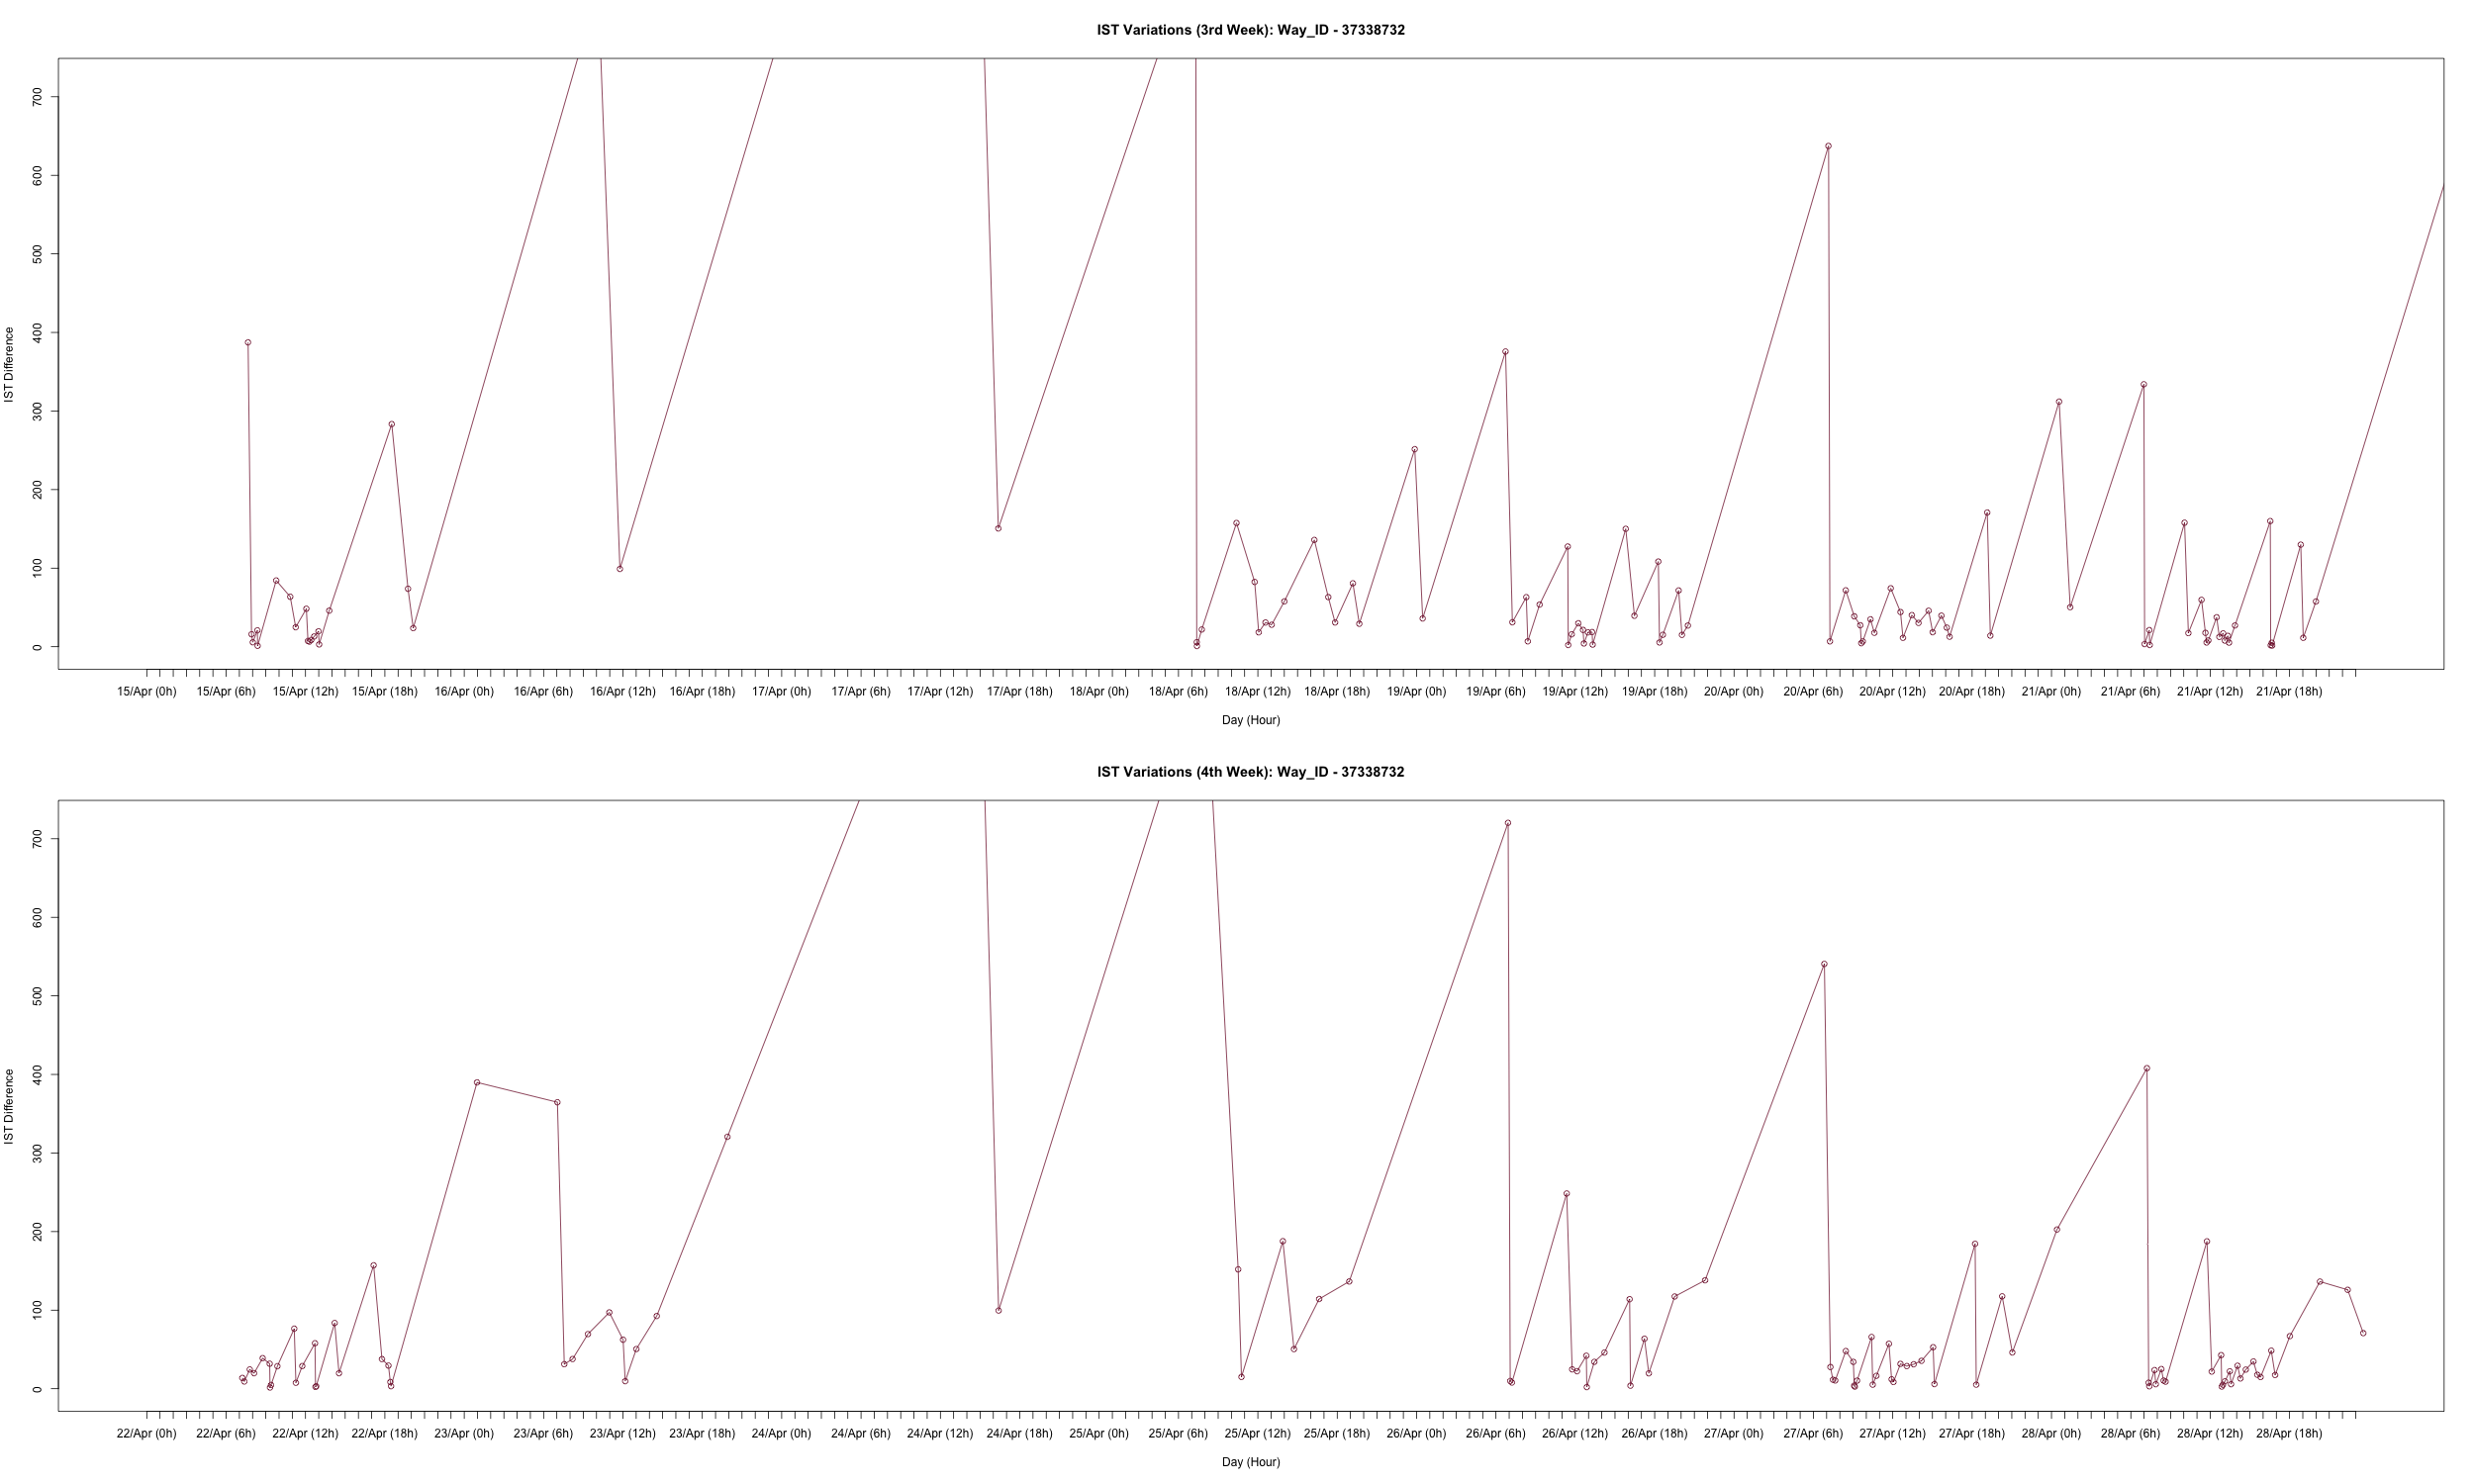 IST Variations (3rd Week): Way_ID - 37338732
IST Difference
700
600
500
400
300
200
100
0
15/Apr (0h) 15/Apr (6h) 15/Apr (12h) 15/Apr (18h) 16/Apr (0h) 16/Apr (6h) 16/Apr (12h) 16/Apr (18h) 17/Apr (0h) 17/Apr (6h) 17/Apr (12h) 17/Apr (18h) 18/Apr (0h) 18/Apr (6h) 18/Apr (12h) 18/Apr (18h) 19/Apr (0h) 19/Apr (6h) 19/Apr (12h) 19/Apr (18h) 20/Apr (0h) 20/Apr (6h) 20/Apr (12h) 20/Apr (18h) 21/Apr (0h) 21/Apr (6h) 21/Apr (12h) 21/Apr (18h)
Day (Hour)
IST Variations (4th Week): Way_ID - 37338732
IST Difference
700
600
500
400
300
200
100
0
22/Apr (0h) 22/Apr (6h) 22/Apr (12h) 22/Apr (18h) 23/Apr (0h) 23/Apr (6h) 23/Apr (12h) 23/Apr (18h) 24/Apr (0h) 24/Apr (6h) 24/Apr (12h) 24/Apr (18h) 25/Apr (0h) 25/Apr (6h) 25/Apr (12h) 25/Apr (18h) 26/Apr (0h) 26/Apr (6h) 26/Apr (12h) 26/Apr (18h) 27/Apr (0h) 27/Apr (6h) 27/Apr (12h) 27/Apr (18h) 28/Apr (0h) 28/Apr (6h) 28/Apr (12h) 28/Apr (18h)
Day (Hour)